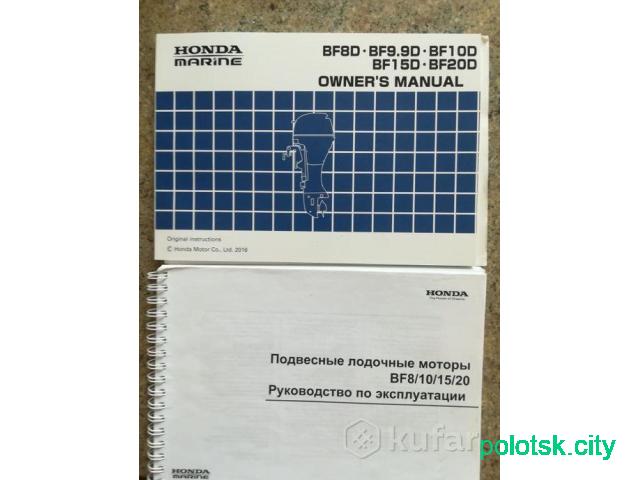 HONDA
MARINE
BF8D · BF9.9D · BF10D
BF15D · BF20D
OWNER'S MANUAL
Original instructions
© Honda Motor Co., Ltd. 2016
HONDA
The Power of Dreams
Подвесные лодочные моторы
BF8/10/15/20
Руководство по эксплуатации
kufar
polotsk.city
HONDA
MARINE